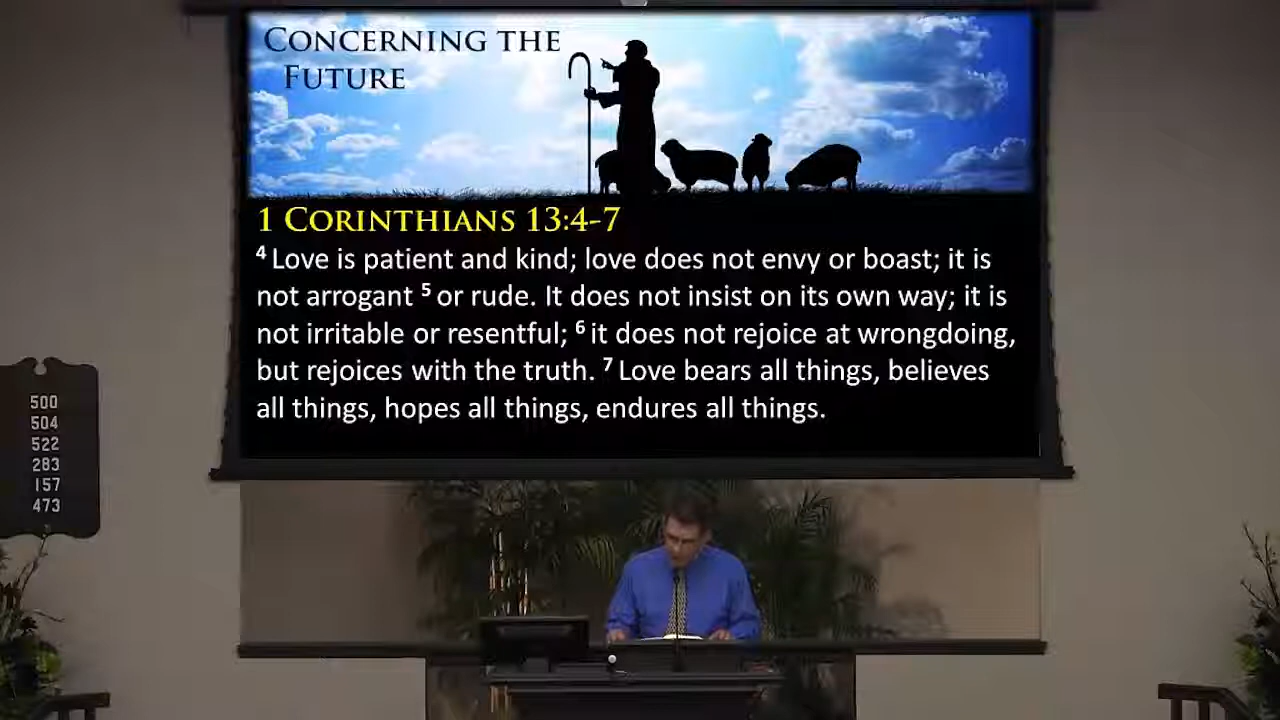 CONCERNING THE
FUTURE
1 CORINTHIANS 13:4-7
4 Love is patient and kind; love does not envy or boast; it is
not arrogant 5 or rude. It does not insist on its own way; it is
not irritable or resentful; 6 it does not rejoice at wrongdoing,
but rejoices with the truth. 7 Love bears all things, believes
all things, hopes all things, endures all things.
500
504
522
283
157
473